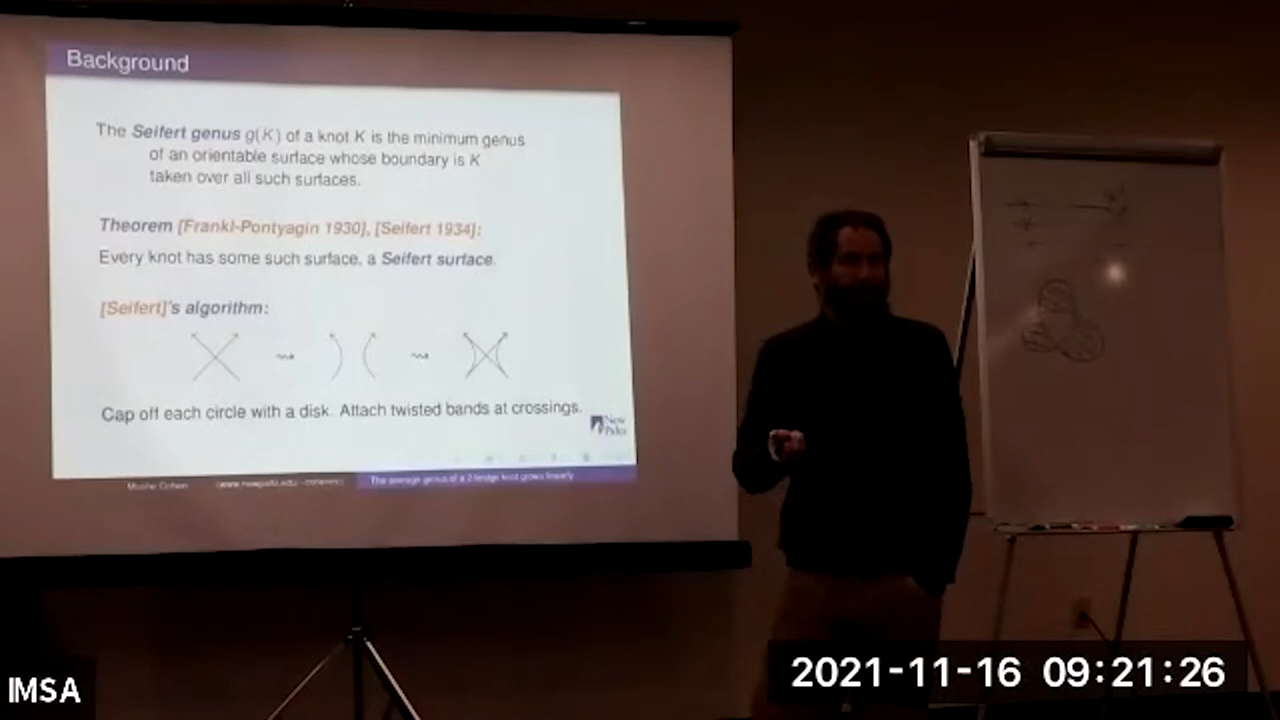 Background
The Seifert genus g(K) of a knot K is the minimum genus
of an orientable surface whose boundary is K
taken over all such surfaces.
Theorem [Frankl-Pontyagin 1930], [Seifert 1934]:
Every knot has some such surface, a Seifert surface.
[Seifert]'s algorithm:
Cap off each circle with a disk. Attach twisted bands at crossings.
New
Paltz
Moshe Cohen
The average genus of a 2-bridge knot grows linearly
IMSA
2021-11-16 09:21:26